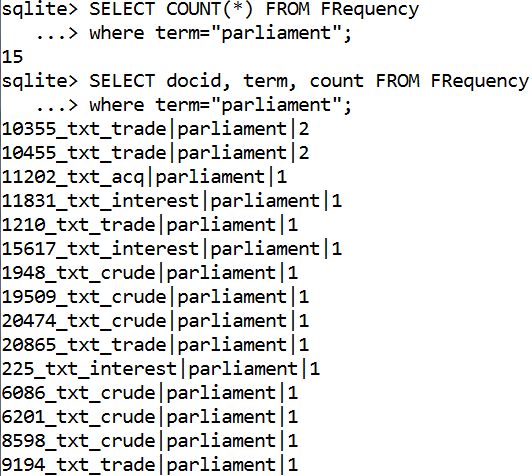 sqlite> SELECT COUNT(*) FROM FRequency
...> where term="parliament";
15
sqlite> SELECT docid, term, count FROM FRequency
...> where term="parliament";
10355_txt_trade|parliament|2
10455_txt_trade|parliament|2
11202_txt_acq|parliament|1
11831_txt_interest|parliament|1
1210_txt_trade|parliament|1
15617_txt_interest|parliament|1
1948_txt_crude|parliament|1
19509_txt_crude|parliament|1
20474_txt_crude|parliament|1
20865_txt_trade|parliament|1
225_txt_interest|parliament|1
6086_txt_crude|parliament|1
6201_txt_crude|parliament|1
8598_txt_crude|parliament|1
9194_txt_trade|parliament|1